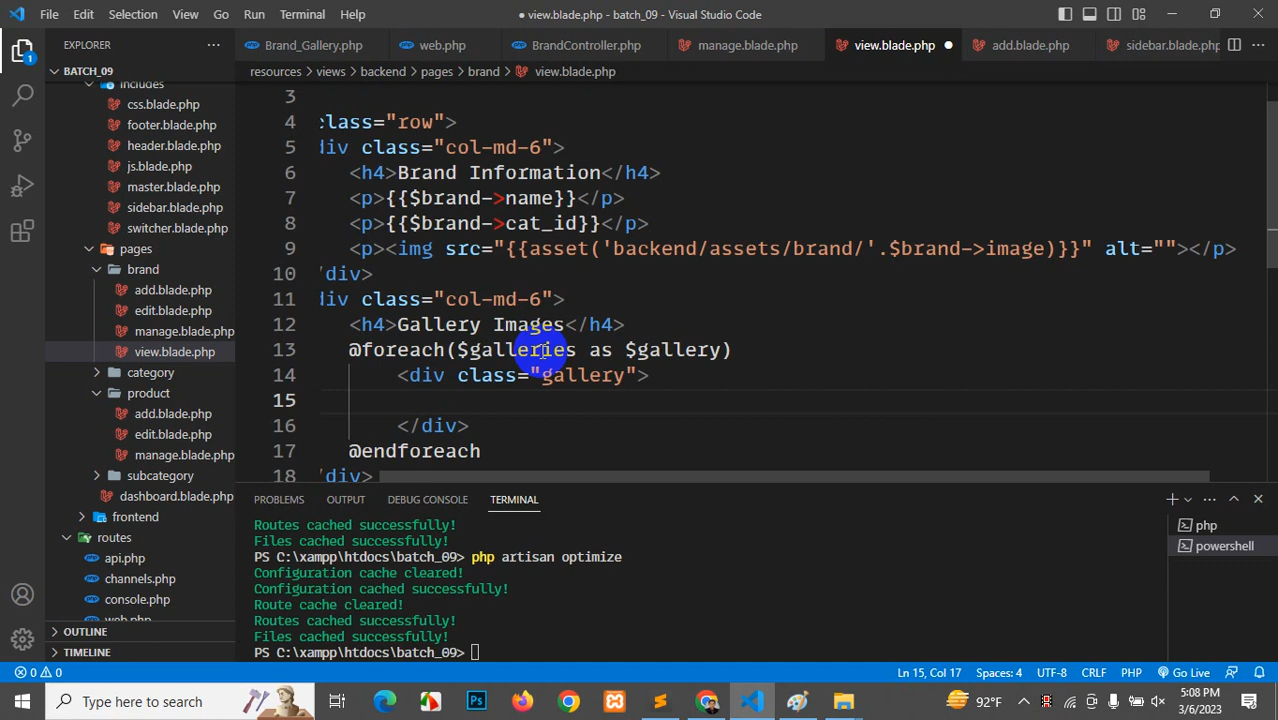 File Edit Selection View Go Run Terminal Help
● view.blade.php - batch_09 - Visual Studio Code
EXPLORER
Brand_Gallery.php web.php BrandController.php manage.blade.php view.blade.php add.blade.php sidebar.blade.php
BATCH_09
resources > views > backend > pages > brand > view.blade.php
includes
css.blade.php
footer.blade.php
header.blade.php
js.blade.php
master.blade.php
sidebar.blade.php
switcher.blade.php
pages
brand
add.blade.php
edit.blade.php
manage.blade.php
view.blade.php
category
product
add.blade.php
edit.blade.php
manage.blade.php
subcategory
dashboard.blade.php
frontend
routes
api.php
channels.php
console.php
web.php
OUTLINE
TIMELINE
3
4 class="row">
5 div class="col-md-6">
6 <h4>Brand Information</h4>
7 <p>{{$brand->name}}</p>
8 <p>{{$brand->cat_id}}</p>
9 <p><img src="{{asset('backend/assets/brand/'.$brand->image)}}" alt=""></p>
10 /div>
11 div class="col-md-6">
12 <h4>Gallery Images</h4>
13 @foreach($galleries as $gallery)
14 <div class="gallery">
15
16 </div>
17 @endforeach
18 /div>
PROBLEMS OUTPUT DEBUG CONSOLE TERMINAL
Routes cached successfully!
Files cached successfully!
PS C:\xampp\htdocs\batch_09> php artisan optimize
Configuration cache cleared!
Configuration cached successfully!
Route cache cleared!
Routes cached successfully!
Files cached successfully!
PS C:\xampp\htdocs\batch_09>
php
powershell
0 0 Ln 15, Col 17 Spaces: 4 UTF-8 CRLF PHP Go Live
Type here to search
92°F
5:08 PM
3/6/2023